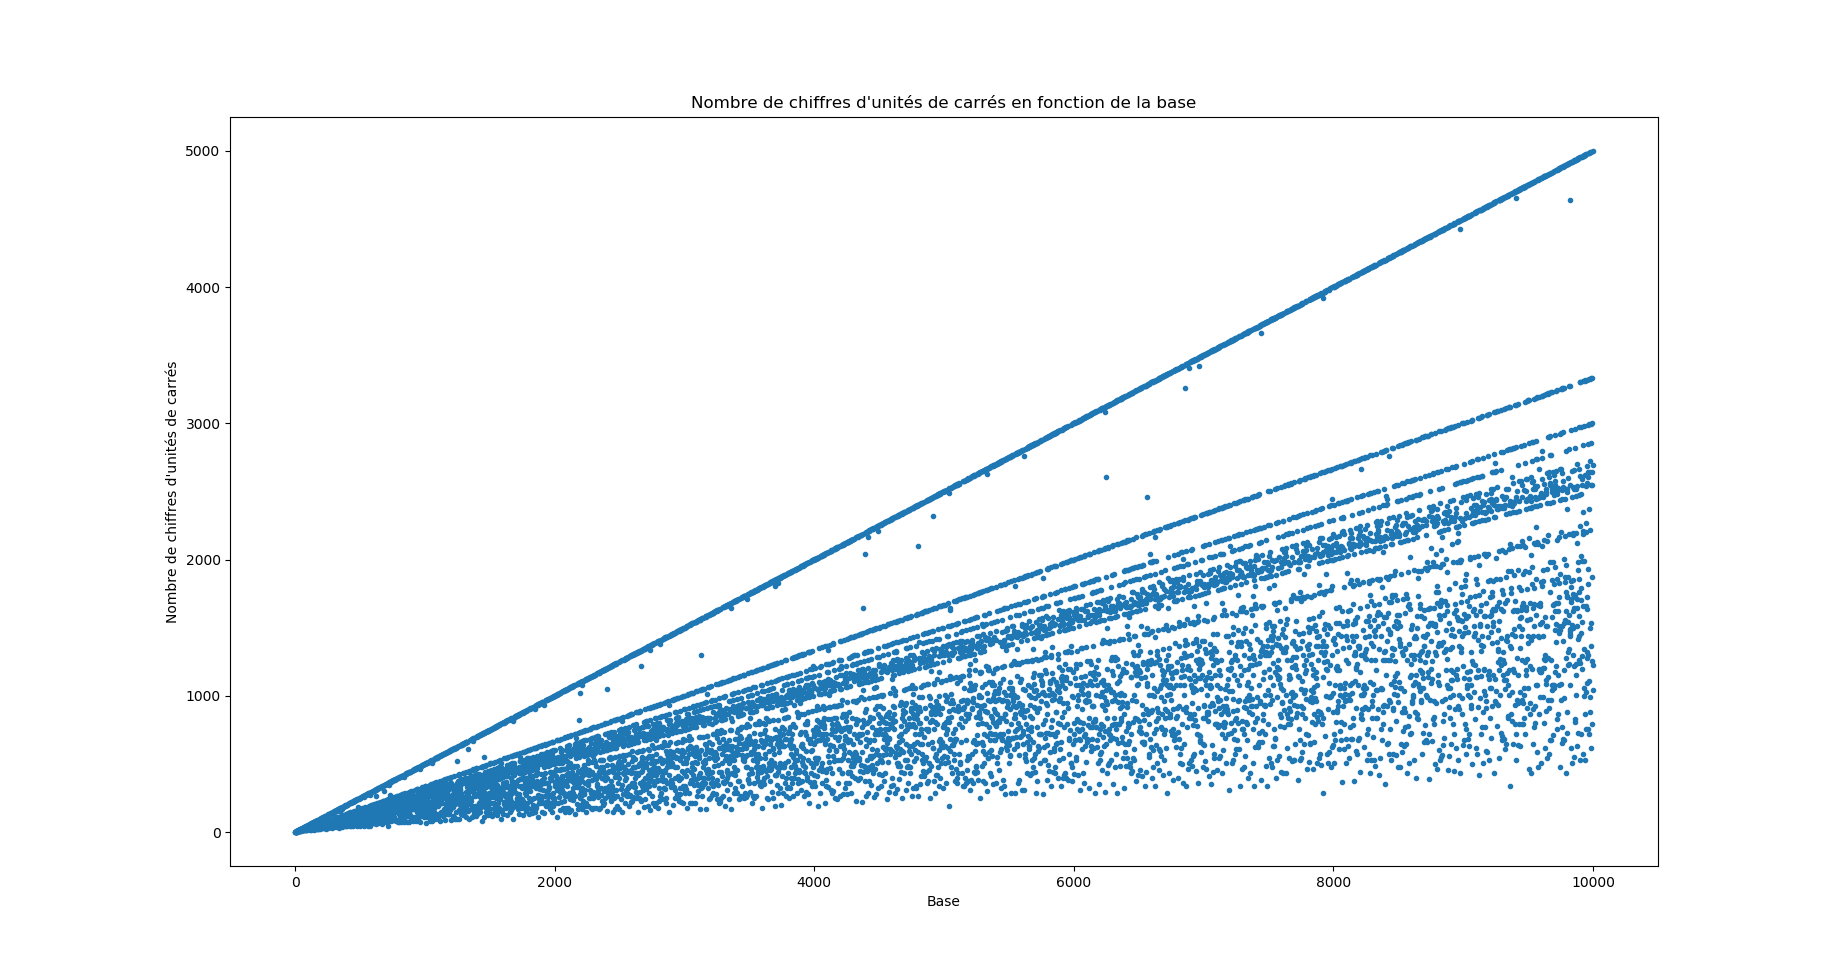 Nombre de chiffres d'unités de carrés en fonction de la base
5000
4000
3000
2000
1000
0
Nombre de chiffres d'unités de carrés
0 2000 4000 6000 8000 10000
Base